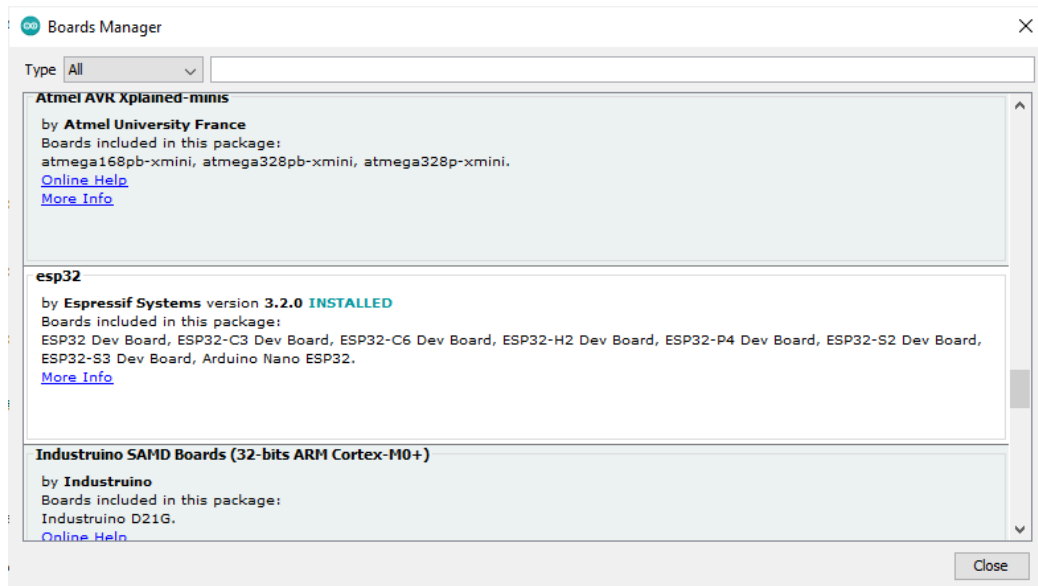 Boards Manager
Type All
Atmel AVR Xplained-minis
by Atmel University France
Boards included in this package:
atmega168pb-xmini, atmega328pb-xmini, atmega328p-xmini.
Online Help
More Info
esp32
by Espressif Systems version 3.2.0 INSTALLED
Boards included in this package:
ESP32 Dev Board, ESP32-C3 Dev Board, ESP32-C6 Dev Board, ESP32-H2 Dev Board, ESP32-P4 Dev Board, ESP32-S2 Dev Board,
ESP32-S3 Dev Board, Arduino Nano ESP32.
More Info
Industruino SAMD Boards (32-bits ARM Cortex-M0+)
by Industruino
Boards included in this package:
Industruino D21G.
Online Help
Close